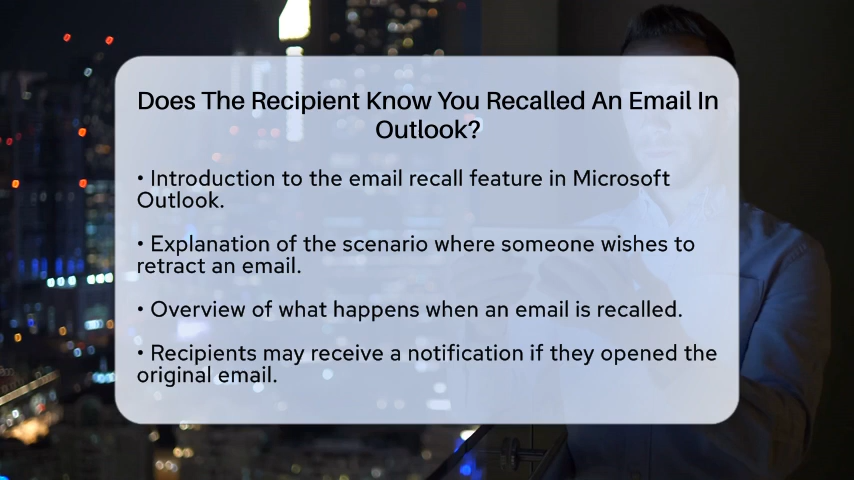 Does The Recipient Know You Recalled An Email In
Outlook?
• Introduction to the email recall feature in Microsoft
Outlook.
• Explanation of the scenario where someone wishes to
retract an email.
• Overview of what happens when an email is recalled.
• Recipients may receive a notification if they opened the
original email.